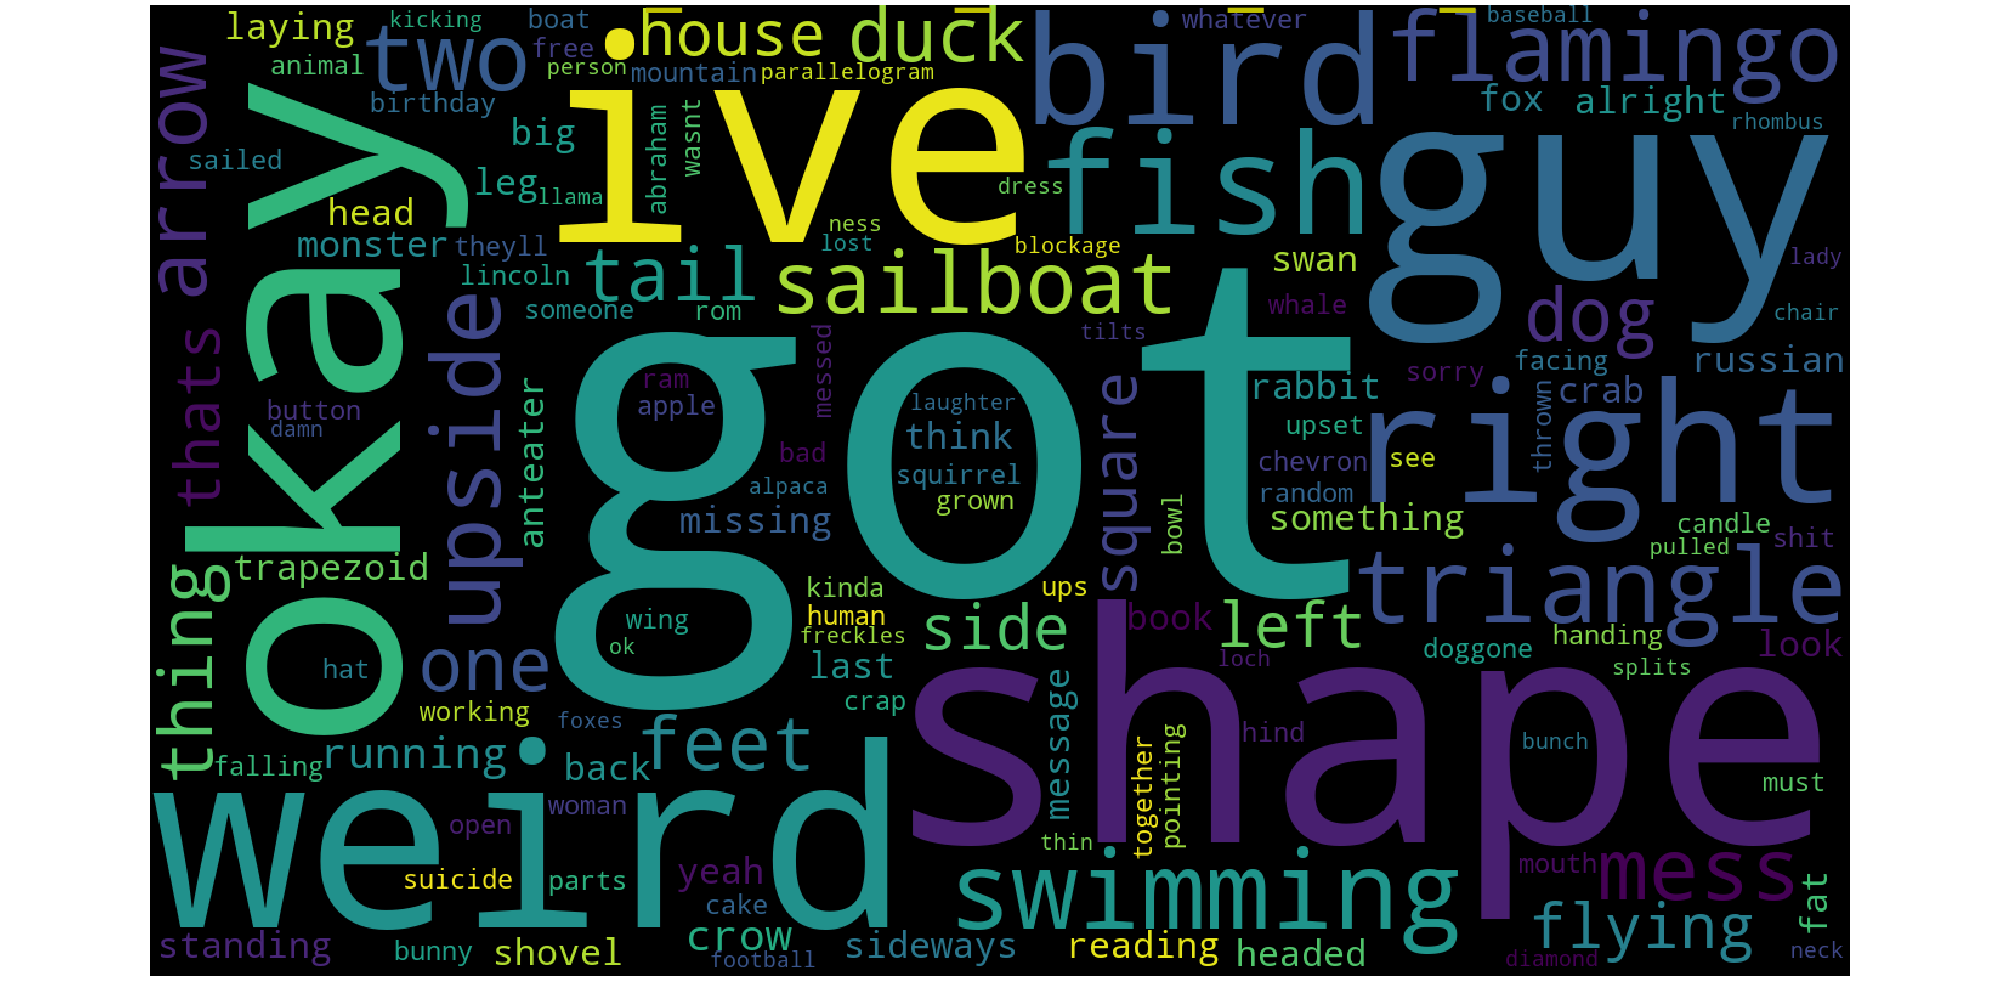 laying
kicking
boat
house
duck
whatever
baseball
animal
two
free
person
mountain
parallelogram
bird
flamingo
arrow
birthday
big
abraham
wasnt
ive
fish
fox
alright
rhombus
guy
sailed
okay
leg
llama
dress
head
ness
monster
theyll
lost
blockage
swan
lady
lincoln
tail
sailboat
someone
rom
whale
dog
chair
thats
upside
got
tilts
messed
facing
russian
ram
apple
laughter
square
rabbit
sorry
crab
thrown
right
button
damn
anteater
think
upset
bad
squirrel
chevron
see
alpaca
grown
random
missing
bowl
something
candle
shit
pulled
trapezoid
thing
kinda
ups
triangle
human
wing
ok
freckles
side
book
left
handing
doggone
look
hat
one
last
loch
splits
shape
crap
message
working
foxes
feet
hind
bunch
running
back
together
pointing
falling
must
weird
woman
open
thin
suicide
parts
yeah
swimming
mouth
mess
fat
cake
crow
flying
standing
bunny
shovel
football
sideways
reading
headed
diamond
neck